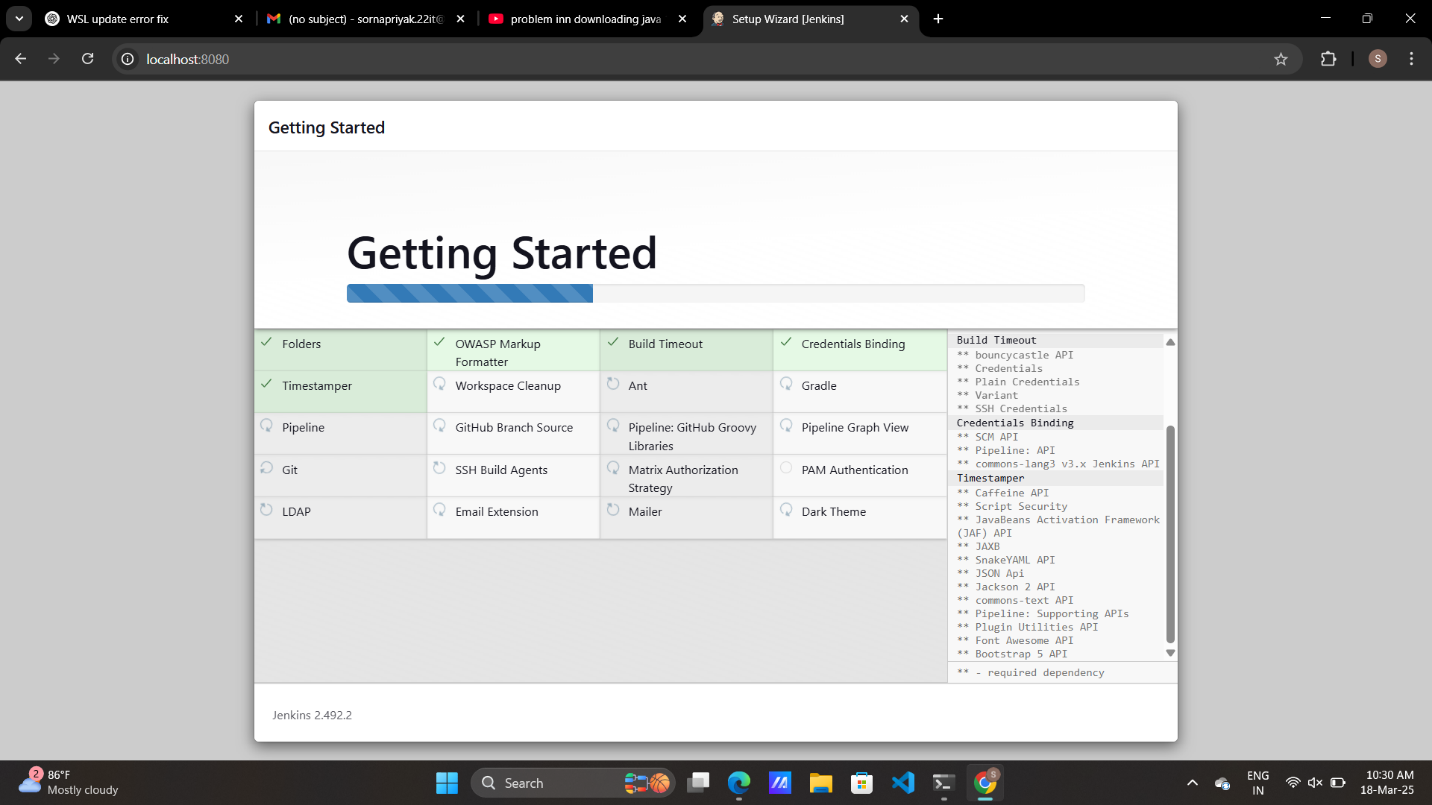 WSL update error fix
(no subject) - sornapriyak.22it@
problem inn downloading java
Setup Wizard [Jenkins]
localhost:8080
S
Getting Started
Getting Started
Folders
OWASP Markup
Formatter
Build Timeout
Credentials Binding
Timestamper
Workspace Cleanup
Ant
Gradle
Pipeline
GitHub Branch Source
Pipeline: GitHub Groovy
Libraries
Pipeline Graph View
Git
SSH Build Agents
Matrix Authorization
Strategy
PAM Authentication
LDAP
Email Extension
Mailer
Dark Theme
Build Timeout
** bouncycastle API
** Credentials
** Plain Credentials
** Variant
** SSH Credentials
Credentials Binding
** SCM API
** Pipeline: API
** commons-lang3 v3.x Jenkins API
Timestamper
** Caffeine API
** Script Security
** JavaBeans Activation Framework
(JAF) API
** JAXB
** SnakeYAML API
** JSON Api
** Jackson 2 API
** commons-text API
** Pipeline: Supporting APIs
** Plugin Utilities API
** Font Awesome API
** Bootstrap 5 API
** - required dependency
Jenkins 2.492.2
2
86°F
Mostly cloudy
Search
S
ENG
IN
10:30 AM
18-Mar-25